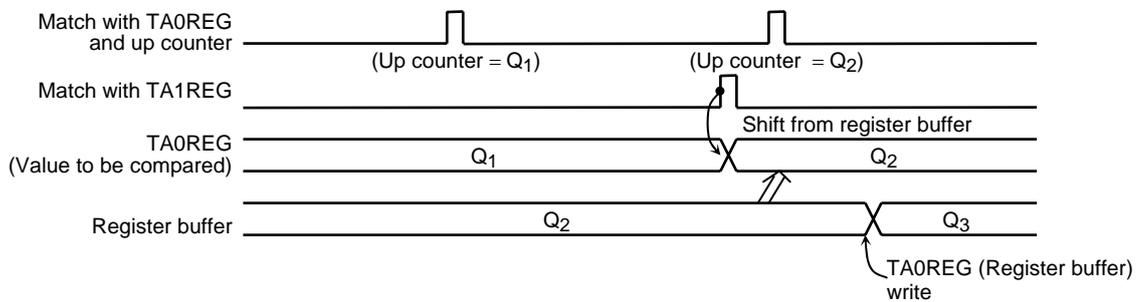 Match with TA0REG
and up counter
(Up counter = Q1)
(Up counter = Q2)
Match with TA1REG
Shift from register buffer
TA0REG
(Value to be compared)
Q1
Q2
Register buffer
Q2
Q3
TA0REG (Register buffer)
write